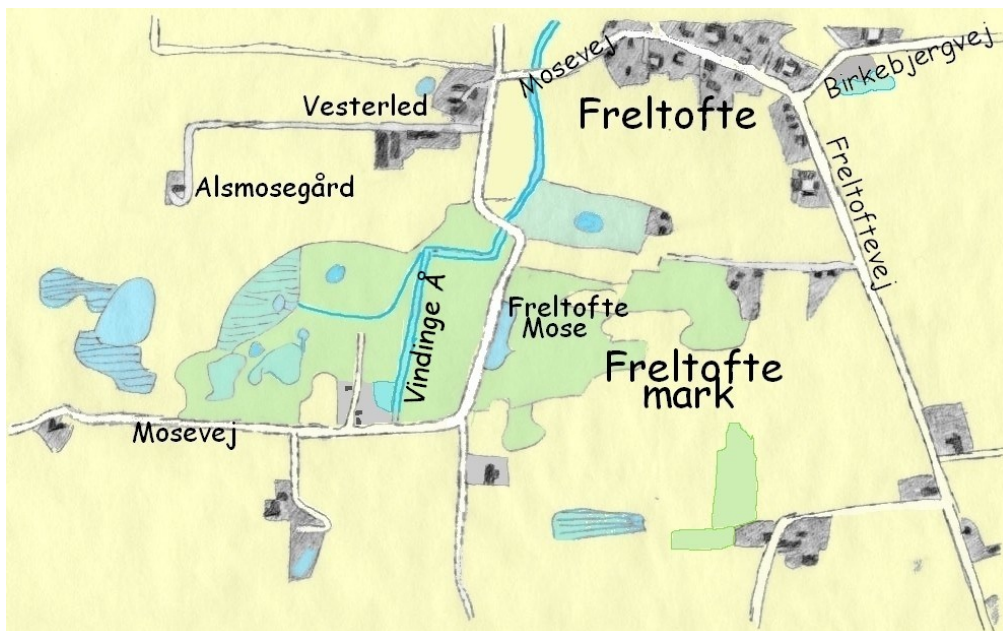 Mosevej
Birkebjergvej
Vesterled
Freltofte
Alsmosegård
Freltoftevej
Vindinge Å
Freltofte
Mose
Freltofte
mark
Mosevej